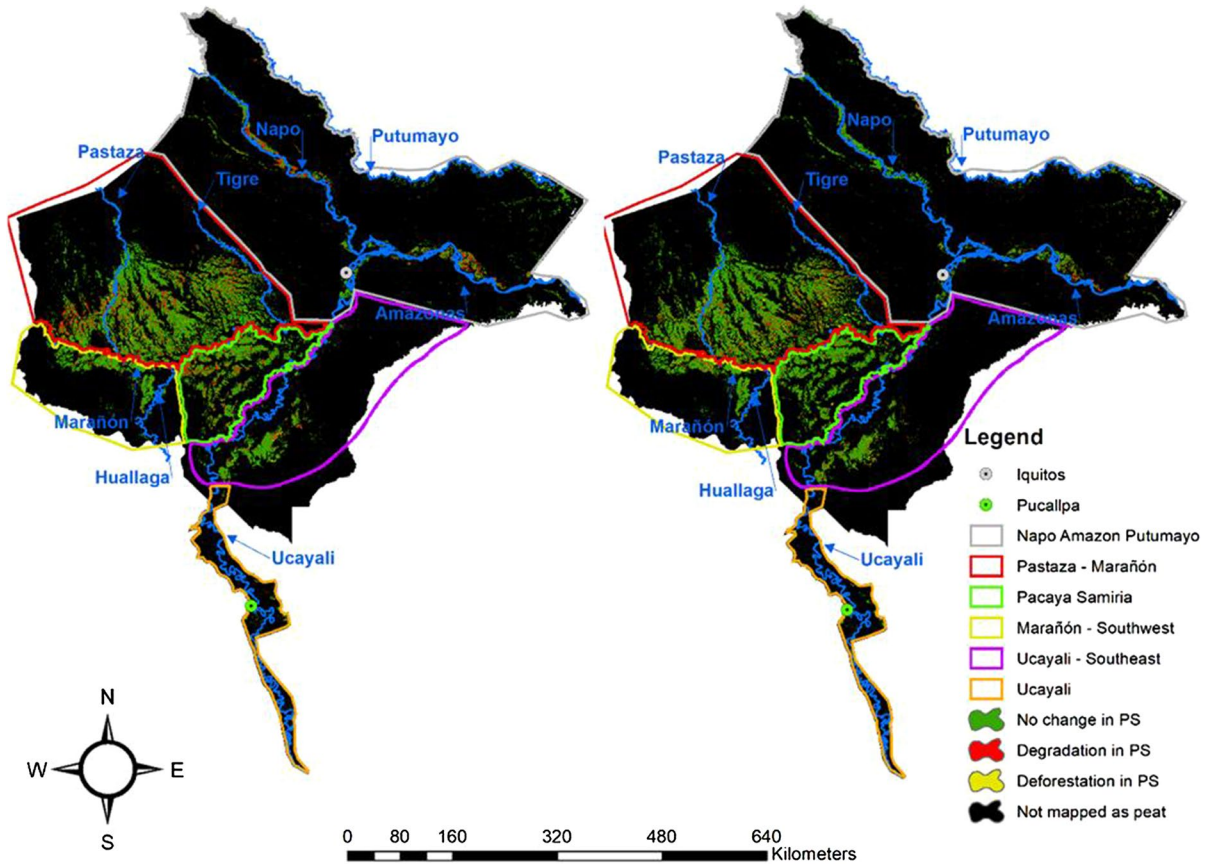 Napo
Putumayo
Pastaza
Tigre
Amazonas
Marañón
Huallaga
Ucayali
N
W E
S
Napo
Putumayo
Pastaza
Tigre
Amazonas
Marañón
Huallaga
Ucayali
Legend
Iquitos
Pucallpa
Napo Amazon Putumayo
Pastaza - Marañón
Pacaya Samiria
Marañón - Southwest
Ucayali - Southeast
Ucayali
No change in PS
Degradation in PS
Deforestation in PS
Not mapped as peat
0 80 160 320 480 640
Kilometers